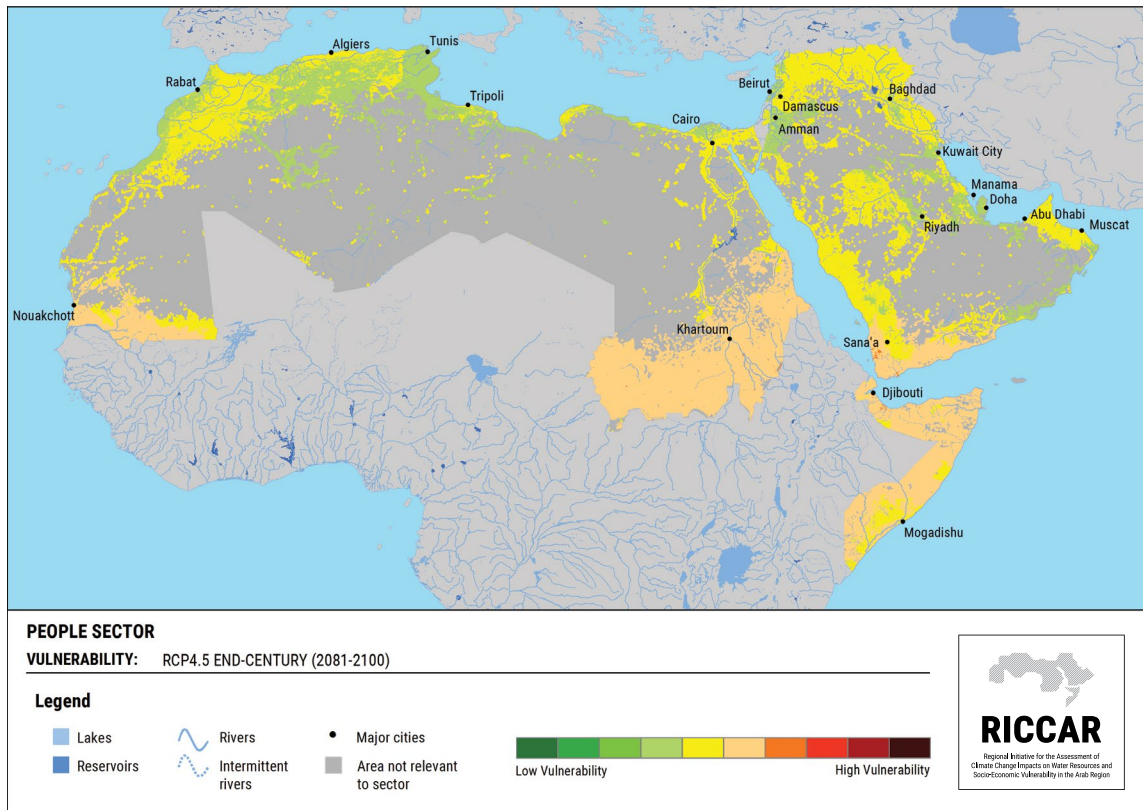 Algiers
Tunis
Rabat
Tripoli
Beirut
Baghdad
Damascus
Cairo
Amman
Kuwait City
Manama
Doha
Abu Dhabi
Riyadh
Muscat
Nouakchott
Khartoum
Sana'a
Djibouti
Mogadishu
PEOPLE SECTOR
VULNERABILITY: RCP4.5 END-CENTURY (2081-2100)
Legend
Lakes
Reservoirs
Rivers
Intermittent
rivers
Major cities
Area not relevant
to sector
Low Vulnerability
High Vulnerability
RICCAR
Regional Initiative for the Assessment of
Climate Change Impacts on Water Resources and
Socio-Economic Vulnerability in the Arab Region